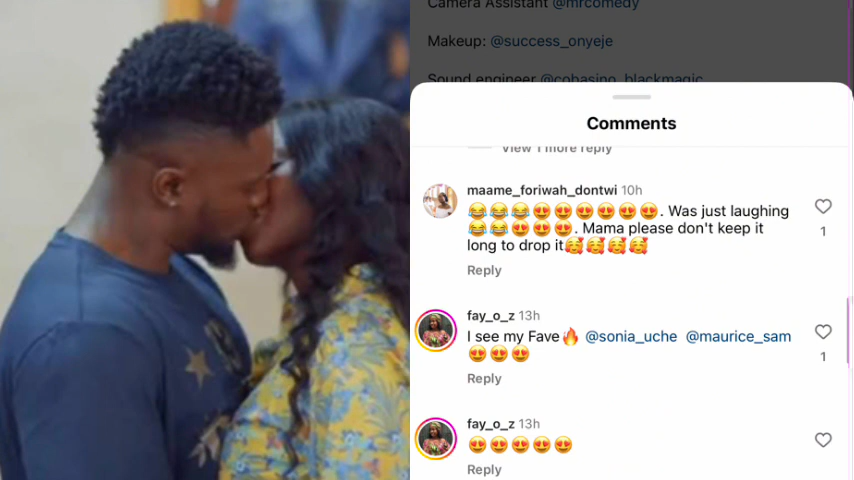 Camera Assistant @mrcomedy
Makeup: @success_onyeje
Sound engineer @cobasino_blackmagic
Comments
View 1 more reply
maame_foriwah_dontwi 10h
😂😂😂😍😍😍😍😍😍. Was just laughing
😂😂😍😍😍. Mama please don't keep it
long to drop it🥰🥰🥰🥰
1
Reply
fay_o_z 13h
I see my Fave🔥 @sonia_uche @maurice_sam
😍😍😍
1
Reply
fay_o_z 13h
😍😍😍😍😍
Reply